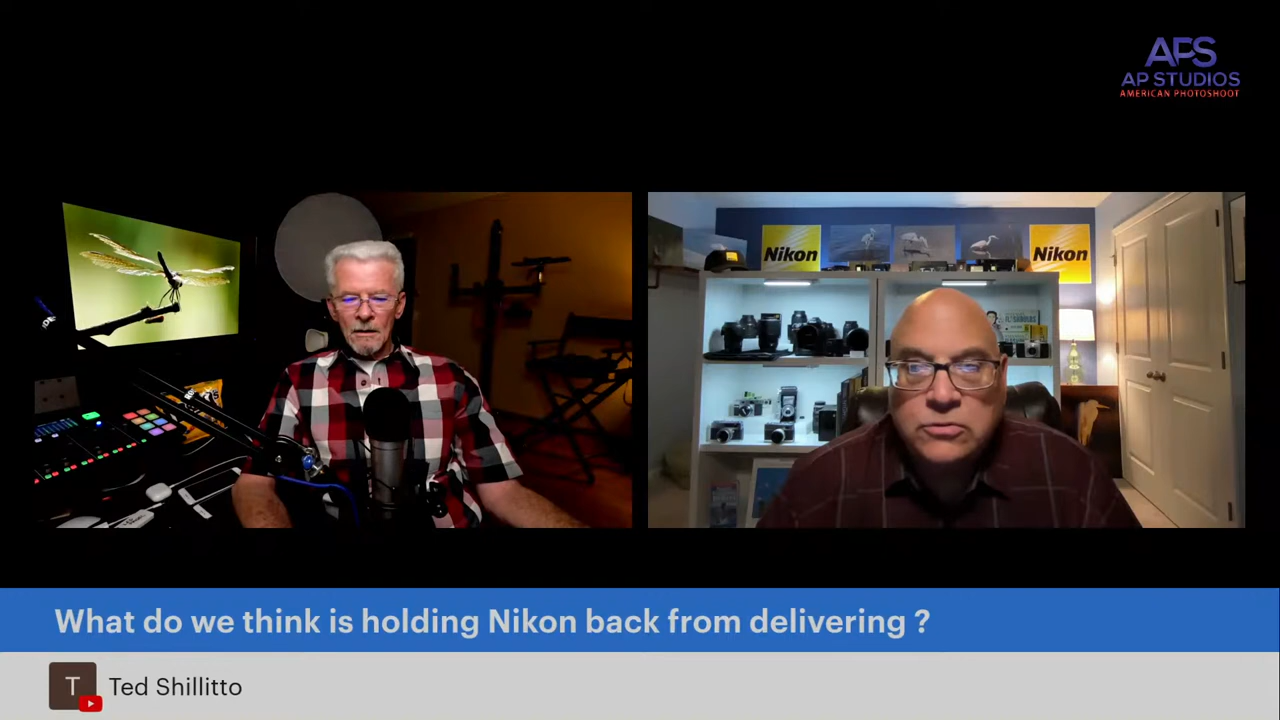 APS
AP STUDIOS
AMERICAN PHOTOSHOOT
Nikon
Nikon
What do we think is holding Nikon back from delivering ?
T
Ted Shillitto